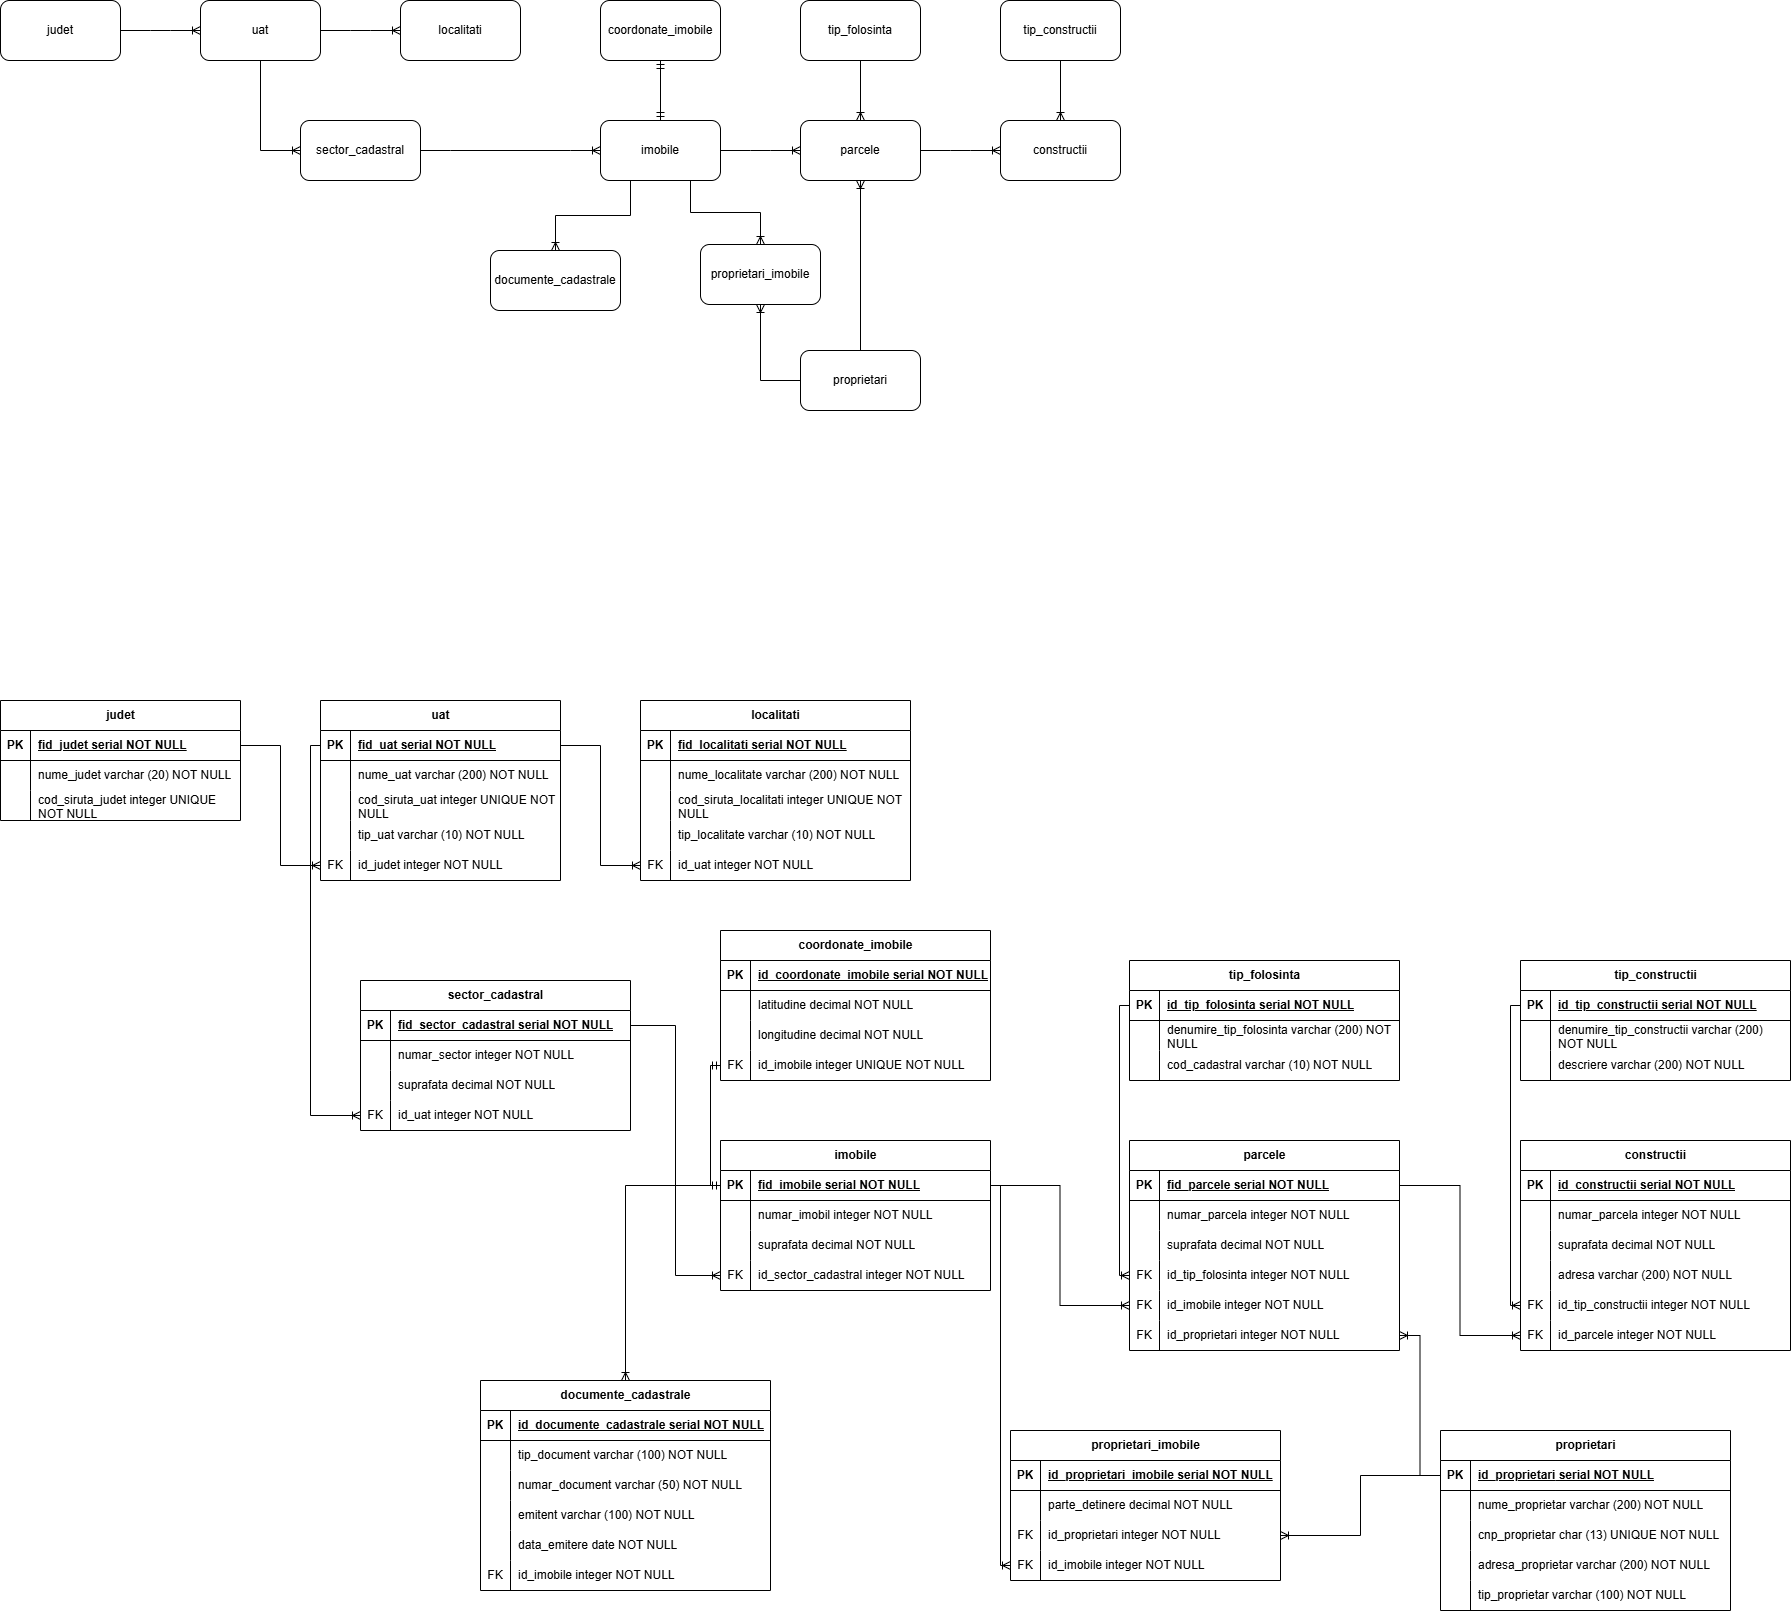 judet
uat
localitati
coordonate_imobile
tip_folosinta
tip_constructii
sector_cadastral
imobile
parcele
constructii
documente_cadastrale
proprietari_imobile
proprietari
judet
PK fid_judet serial NOT NULL
nume_judet varchar (20) NOT NULL
cod_siruta_judet integer UNIQUE
NOT NULL
uat
PK fid_uat serial NOT NULL
nume_uat varchar (200) NOT NULL
cod_siruta_uat integer UNIQUE NOT
NULL
tip_uat varchar (10) NOT NULL
FK id_judet integer NOT NULL
localitati
PK fid_localitati serial NOT NULL
nume_localitate varchar (200) NOT NULL
cod_siruta_localitati integer UNIQUE NOT
NULL
tip_localitate varchar (10) NOT NULL
FK id_uat integer NOT NULL
sector_cadastral
PK fid_sector_cadastral serial NOT NULL
numar_sector integer NOT NULL
suprafata decimal NOT NULL
FK id_uat integer NOT NULL
coordonate_imobile
PK id_coordonate_imobile serial NOT NULL
latitudine decimal NOT NULL
longitudine decimal NOT NULL
FK id_imobile integer UNIQUE NOT NULL
tip_folosinta
PK id_tip_folosinta serial NOT NULL
denumire_tip_folosinta varchar (200) NOT
NULL
cod_cadastral varchar (10) NOT NULL
tip_constructii
PK id_tip_constructii serial NOT NULL
denumire_tip_constructii varchar (200)
NOT NULL
descriere varchar (200) NOT NULL
imobile
PK fid_imobile serial NOT NULL
numar_imobil integer NOT NULL
suprafata decimal NOT NULL
FK id_sector_cadastral integer NOT NULL
parcele
PK fid_parcele serial NOT NULL
numar_parcela integer NOT NULL
suprafata decimal NOT NULL
FK id_tip_folosinta integer NOT NULL
FK id_imobile integer NOT NULL
FK id_proprietari integer NOT NULL
constructii
PK id_constructii serial NOT NULL
numar_parcela integer NOT NULL
suprafata decimal NOT NULL
adresa varchar (200) NOT NULL
FK id_tip_constructii integer NOT NULL
FK id_parcele integer NOT NULL
documente_cadastrale
PK id_documente_cadastrale serial NOT NULL
tip_document varchar (100) NOT NULL
numar_document varchar (50) NOT NULL
emitent varchar (100) NOT NULL
data_emitere date NOT NULL
FK id_imobile integer NOT NULL
proprietari_imobile
PK id_proprietari_imobile serial NOT NULL
parte_detinere decimal NOT NULL
FK id_proprietari integer NOT NULL
FK id_imobile integer NOT NULL
proprietari
PK id_proprietari serial NOT NULL
nume_proprietar varchar (200) NOT NULL
cnp_proprietar char (13) UNIQUE NOT NULL
adresa_proprietar varchar (200) NOT NULL
tip_proprietar varchar (100) NOT NULL